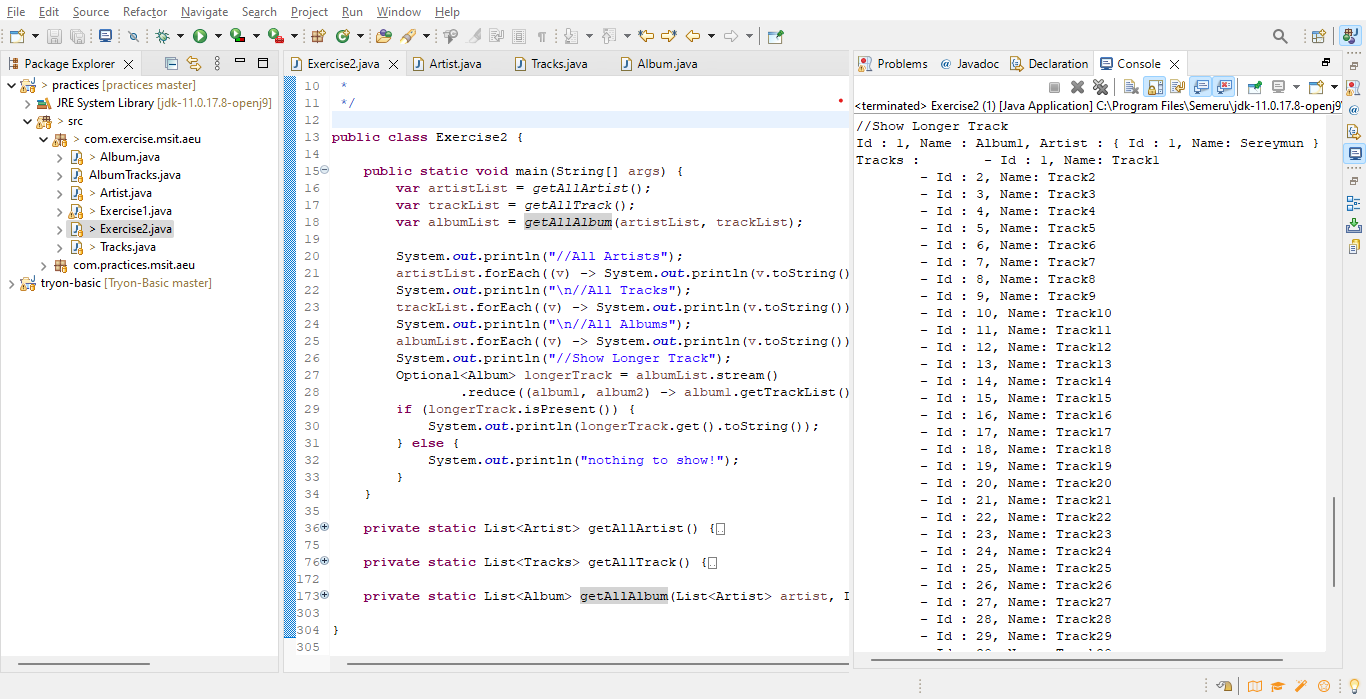 File Edit Source Refactor Navigate Search Project Run Window Help
Package Explorer
practices [practices master]
JRE System Library [jdk-11.0.17.8-openj9]
> src
> com.exercise.msit.aeu
> Album.java
AlbumTracks.java
> Artist.java
> Exercise1.java
> Exercise2.java
> Tracks.java
com.practices.msit.aeu
tryon-basic [Tryon-Basic master]
Exercise2.java Artist.java Tracks.java Album.java
10 *
11 */
12
13 public class Exercise2 {
14
15 public static void main(String[] args) {
16 var artistList = getAllArtist();
17 var trackList = getAllTrack();
18 var albumList = getAllAlbum(artistList, trackList);
19
20 System.out.println("//All Artists");
21 artistList.forEach((v) -> System.out.println(v.toString()
22 System.out.println("\n//All Tracks");
23 trackList.forEach((v) -> System.out.println(v.toString())
24 System.out.println("\n//All Albums");
25 albumList.forEach((v) -> System.out.println(v.toString())
26 System.out.println("//Show Longer Track");
27 Optional<Album> longerTrack = albumList.stream()
28 .reduce((album1, album2) -> album1.getTrackList()
29 if (longerTrack.isPresent()) {
30 System.out.println(longerTrack.get().toString());
31 } else {
32 System.out.println("nothing to show!");
33 }
34 }
35
36 private static List<Artist> getAllArtist() {
75
76 private static List<Tracks> getAllTrack() {
172
173 private static List<Album> getAllAlbum(List<Artist> artist,
303
304 }
305
Problems Javadoc Declaration Console
<terminated> Exercise2 (1) [Java Application] C:\Program Files\Semeru\jdk-11.0.17.8-openj9
//Show Longer Track
Id : 1, Name : Album1, Artist : { Id : 1, Name: Sereymun }
Tracks : - Id : 1, Name: Track1
- Id : 2, Name: Track2
- Id : 3, Name: Track3
- Id : 4, Name: Track4
- Id : 5, Name: Track5
- Id : 6, Name: Track6
- Id : 7, Name: Track7
- Id : 8, Name: Track8
- Id : 9, Name: Track9
- Id : 10, Name: Track10
- Id : 11, Name: Track11
- Id : 12, Name: Track12
- Id : 13, Name: Track13
- Id : 14, Name: Track14
- Id : 15, Name: Track15
- Id : 16, Name: Track16
- Id : 17, Name: Track17
- Id : 18, Name: Track18
- Id : 19, Name: Track19
- Id : 20, Name: Track20
- Id : 21, Name: Track21
- Id : 22, Name: Track22
- Id : 23, Name: Track23
- Id : 24, Name: Track24
- Id : 25, Name: Track25
- Id : 26, Name: Track26
- Id : 27, Name: Track27
- Id : 28, Name: Track28
- Id : 29, Name: Track29